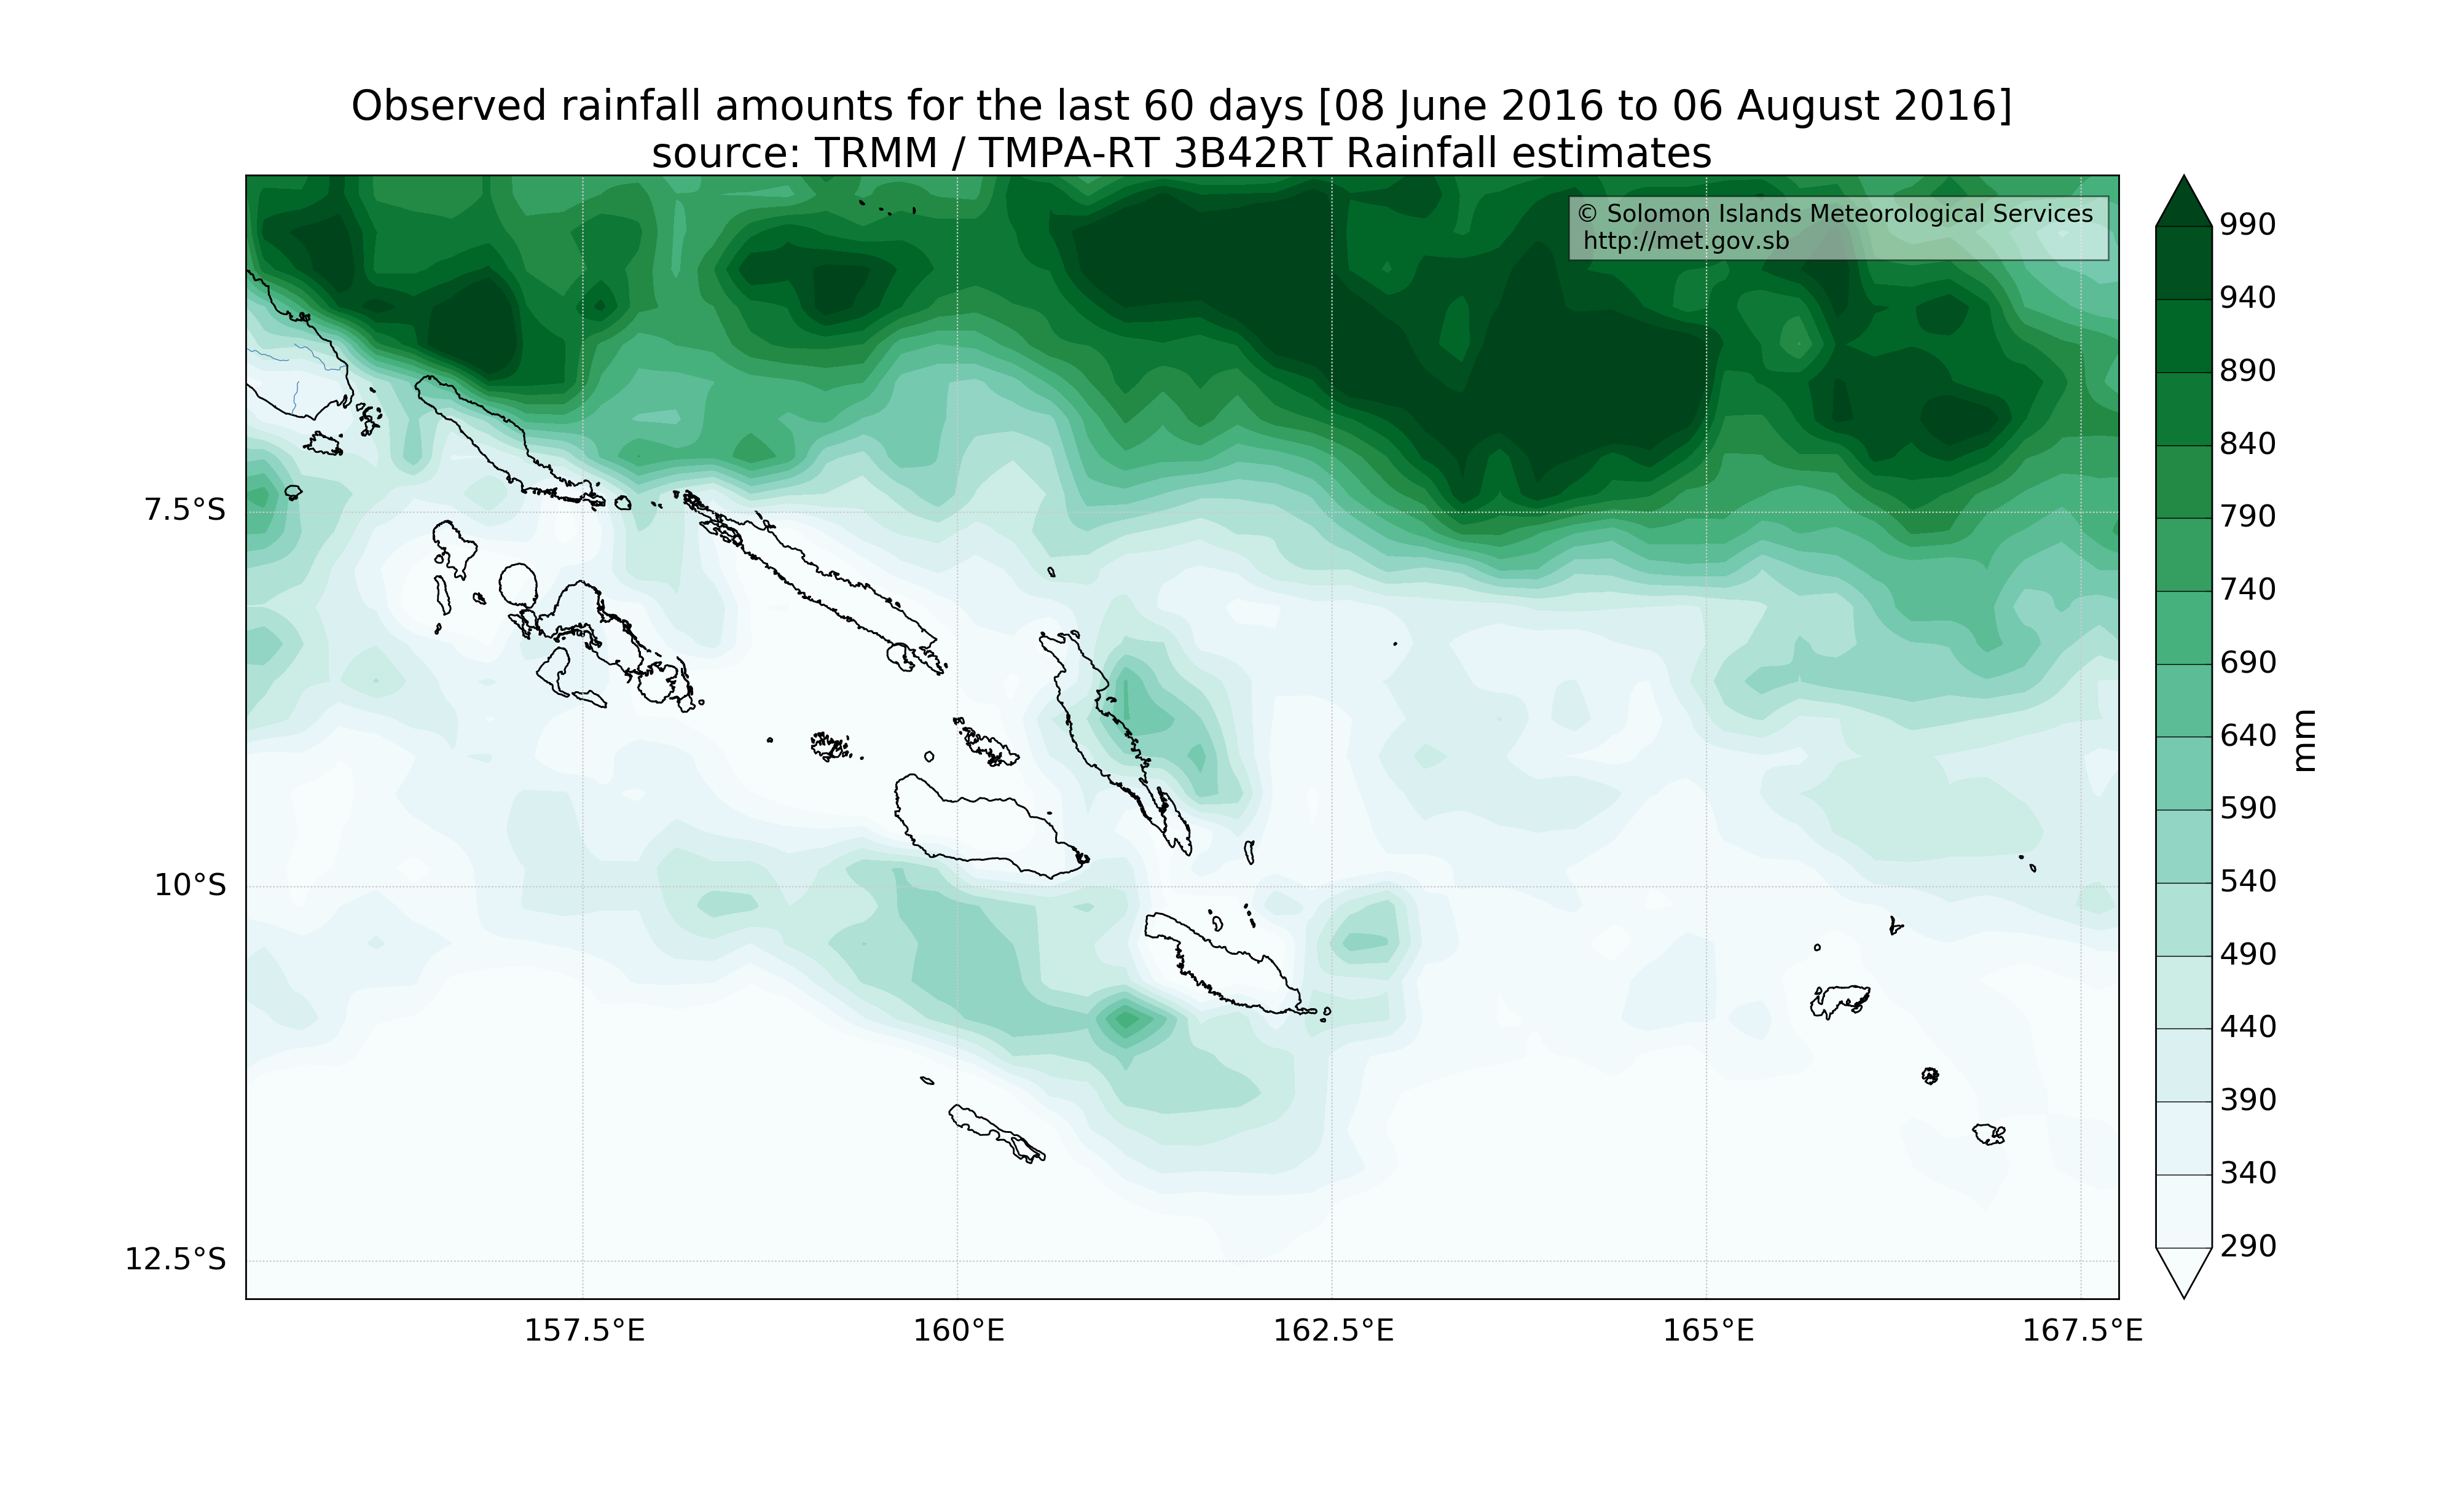 Observed rainfall amounts for the last 60 days [08 June 2016 to 06 August 2016]
source: TRMM / TMPA-RT 3B42RT Rainfall estimates
© Solomon Islands Meteorological Services
http://met.gov.sb
7.5°S
10°S
12.5°S
157.5°E
160°E
162.5°E
165°E
167.5°E
990
940
890
840
790
740
690
640
590
540
490
440
390
340
290
mm